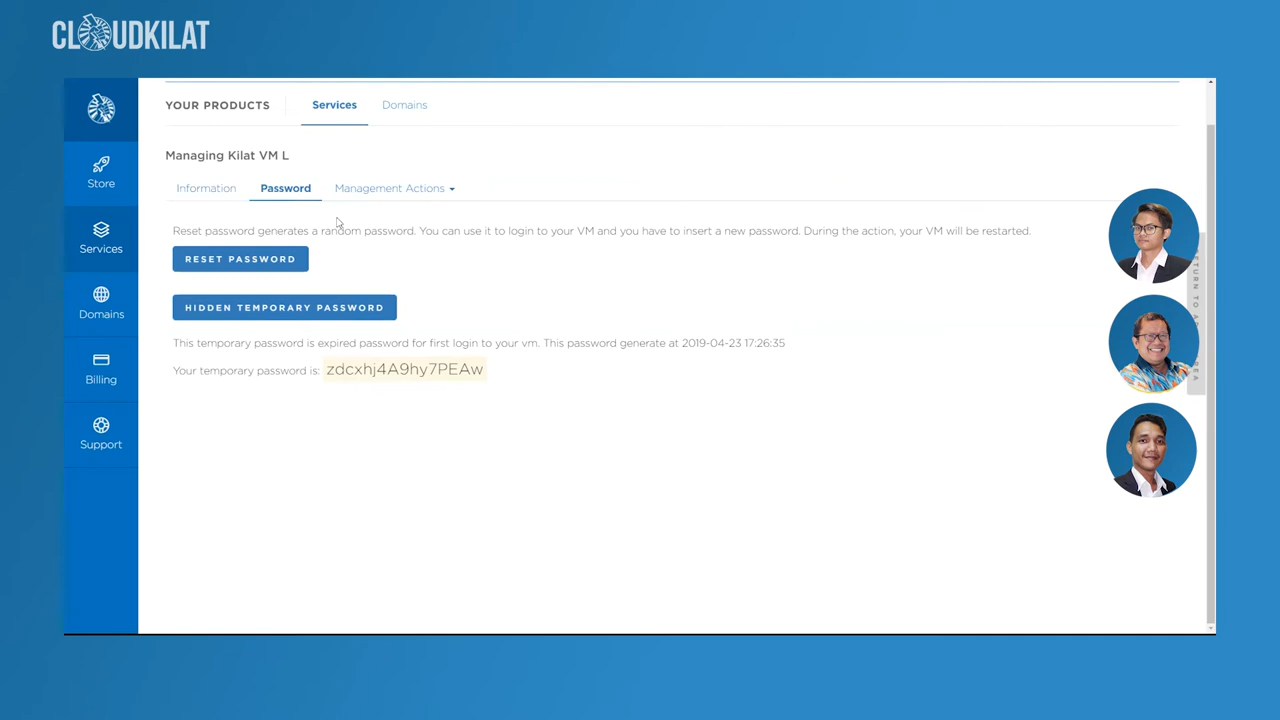 CLOUDKILAT
YOUR PRODUCTS
Services
Domains
Managing Kilat VM L
Information
Password
Management Actions
Reset password generates a random password. You can use it to login to your VM and you have to insert a new password. During the action, your VM will be restarted.
RESET PASSWORD
HIDDEN TEMPORARY PASSWORD
This temporary password is expired password for first login to your vm. This password generate at 2019-04-23 17:26:35
Your temporary password is: zdcxhj4A9hy7PEAw
Store
Services
Domains
Billing
Support